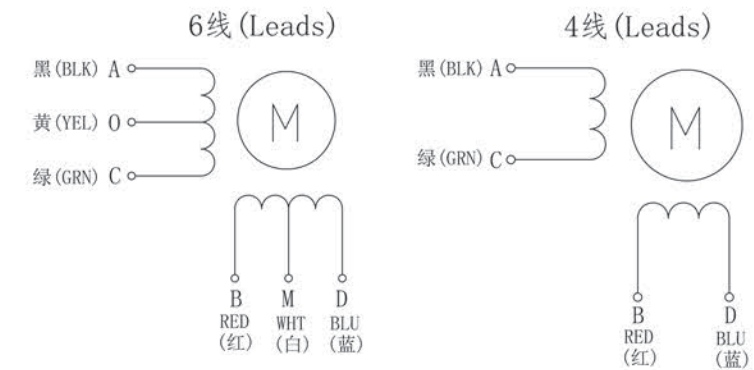 6线(Leads)
黑(BLK) A
黄(YEL) O
绿(GRN) C
M
B M D
RED WHT BLU
(红) (白) (蓝)
4线(Leads)
黑(BLK) A
绿(GRN) C
M
B D
RED BLU
(红) (蓝)